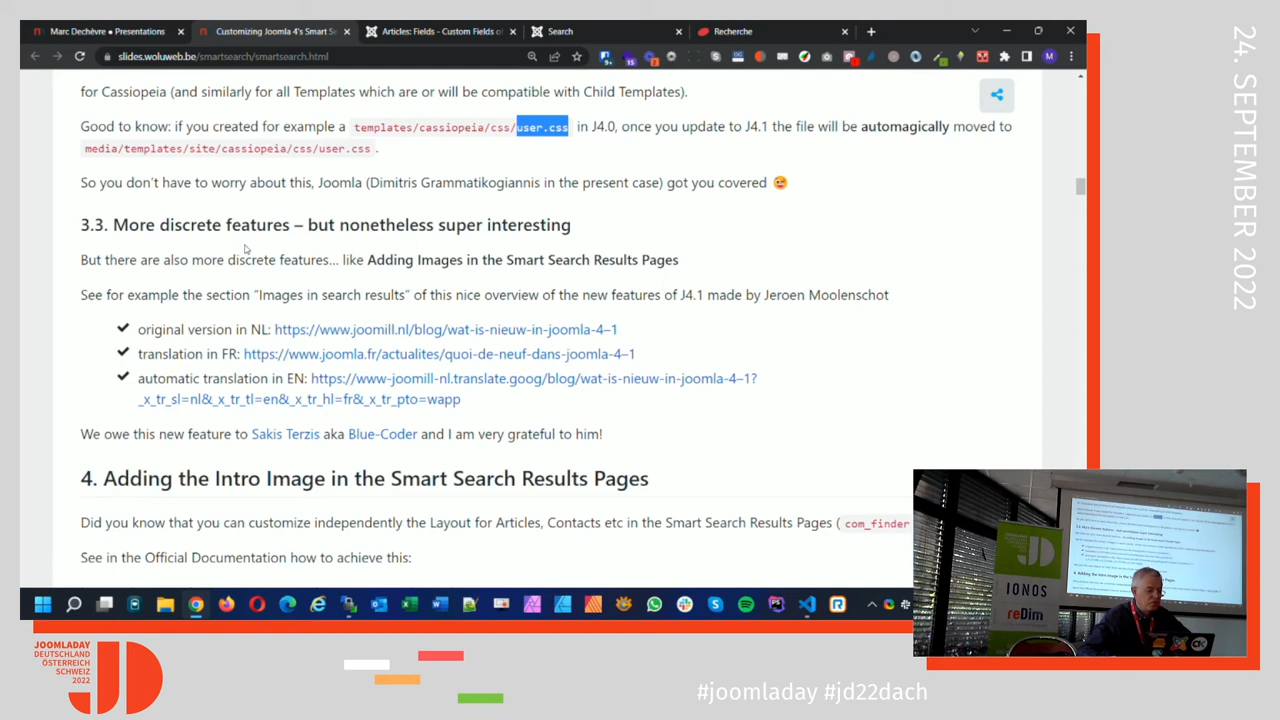 Marc Dechèvre • Presentations
Customizing Joomla 4's Smart S
Articles: Fields - Custom Fields of
Search
Recherche
slides.woluweb.be/smartsearch/smartsearch.html
for Cassiopeia (and similarly for all Templates which are or will be compatible with Child Templates).
Good to know: if you created for example a templates/cassiopeia/css/user.css in J4.0, once you update to J4.1 the file will be automagically moved to
media/templates/site/cassiopeia/css/user.css .
So you don't have to worry about this, Joomla (Dimitris Grammatikogiannis in the present case) got you covered
3.3. More discrete features – but nonetheless super interesting
But there are also more discrete features… like Adding Images in the Smart Search Results Pages
See for example the section "Images in search results" of this nice overview of the new features of J4.1 made by Jeroen Moolenschot
original version in NL: https://www.joomill.nl/blog/wat-is-nieuw-in-joomla-4–1
translation in FR: https://www.joomla.fr/actualites/quoi-de-neuf-dans-joomla-4–1
automatic translation in EN: https://www-joomill-nl.translate.goog/blog/wat-is-nieuw-in-joomla-4–1?
_x_tr_sl=nl&_x_tr_tl=en&_x_tr_hl=fr&_x_tr_pto=wapp
We owe this new feature to Sakis Terzis aka Blue-Coder and I am very grateful to him!
4. Adding the Intro Image in the Smart Search Results Pages
Did you know that you can customize independently the Layout for Articles, Contacts etc in the Smart Search Results Pages ( com_finder
See in the Official Documentation how to achieve this:
24. SEPTEMBER 2022
IONOS
reDim
JOOMLADAY
DEUTSCHLAND
ÖSTERREICH
SCHWEIZ
2022
#joomladay #jd22dach